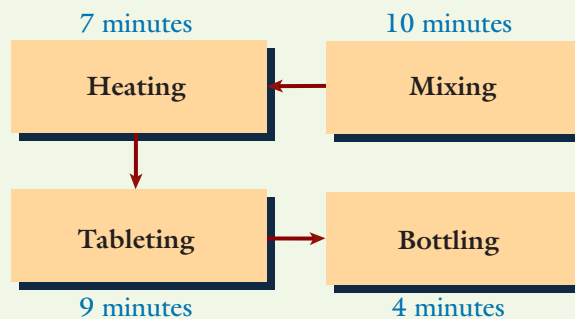 7 minutes
10 minutes
Heating
Mixing
Tableting
Bottling
9 minutes
4 minutes